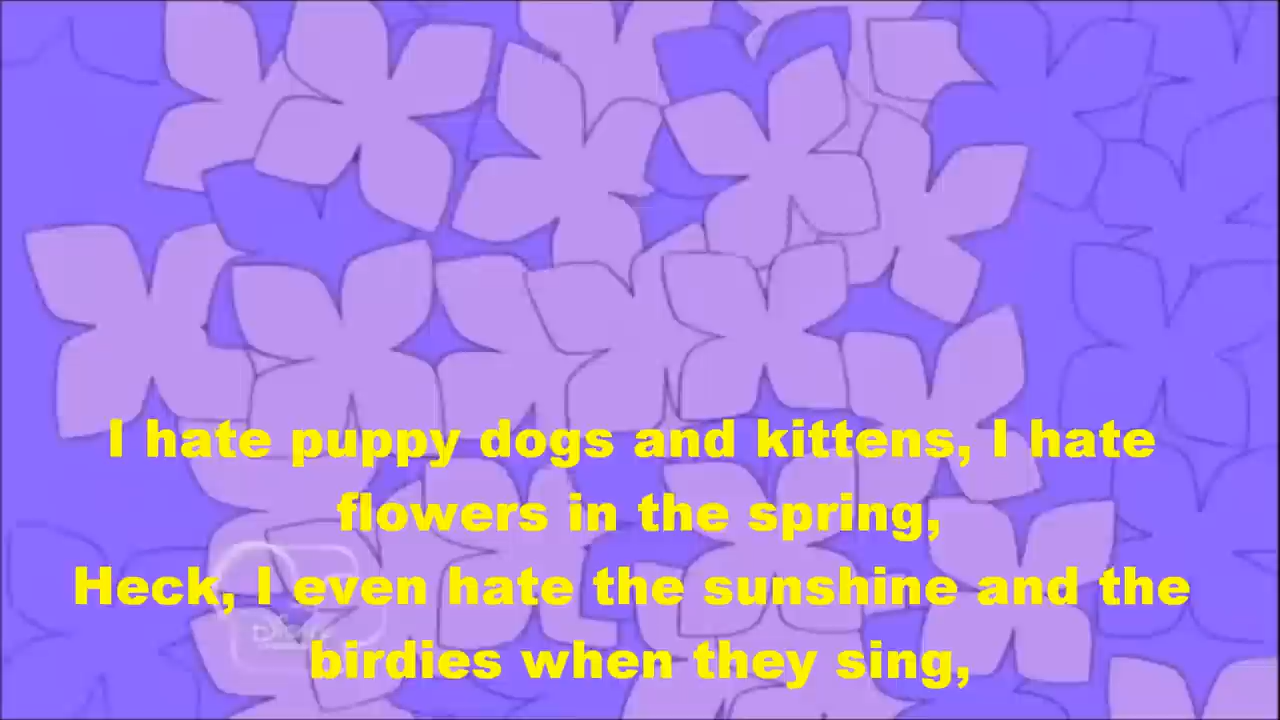 I hate puppy dogs and kittens, I hate
flowers in the spring,
Heck, I even hate the sunshine and the
birdies when they sing,
Disney